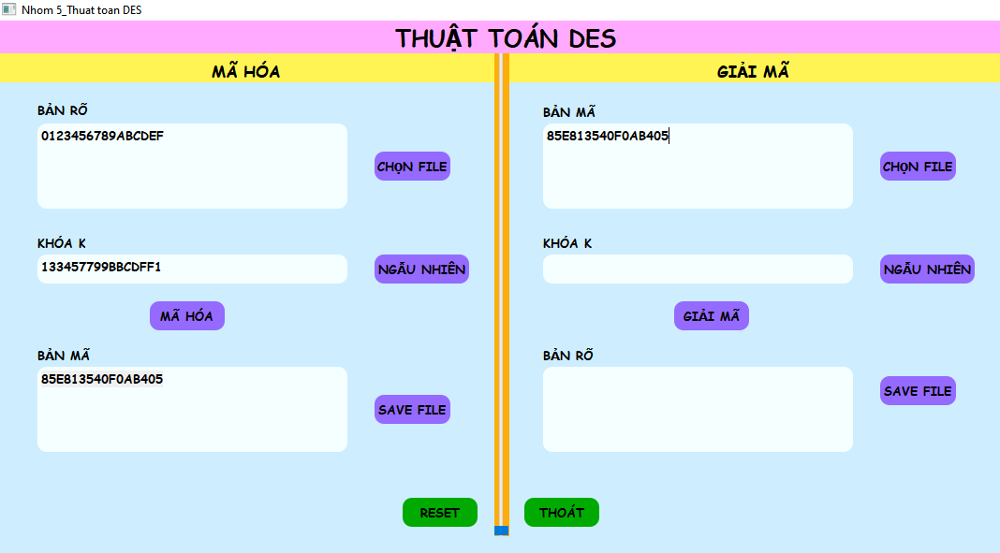 Nhom 5_Thuat toan DES
THUẬT TOÁN DES
MÃ HÓA
BẢN RÕ
0123456789ABCDEF
CHỌN FILE
KHÓA K
133457799BBCDFF1
NGẪU NHIÊN
MÃ HÓA
BẢN MÃ
85E813540F0AB405
SAVE FILE
RESET
GIẢI MÃ
BẢN MÃ
85E813540F0AB405
CHỌN FILE
KHÓA K
NGẪU NHIÊN
GIẢI MÃ
BẢN RÕ
SAVE FILE
THOÁT